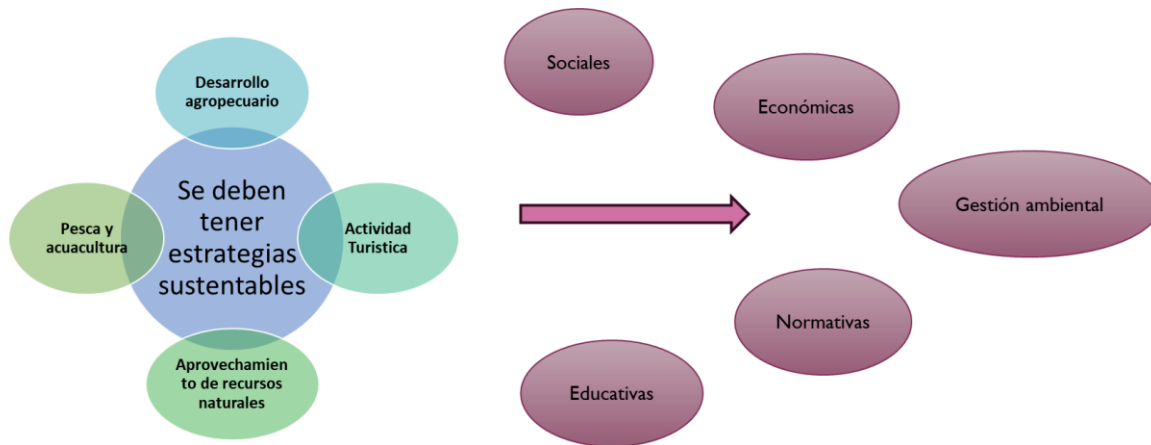 Desarrollo
agropecuario
Se deben
tener
estrategias
sustentables
Pesca y
acuacultura
Actividad
Turistica
Aprovechamien
to de recursos
naturales
Sociales
Económicas
Gestión ambiental
Normativas
Educativas